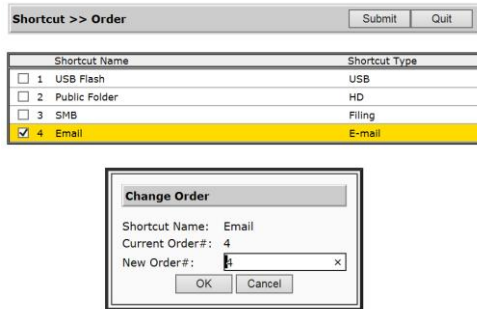 Shortcut >> Order Submit Quit
Shortcut Name Shortcut Type
1 USB Flash USB
2 Public Folder HD
3 SMB Filing
4 Email E-mail
Change Order
Shortcut Name: Email
Current Order#: 4
New Order#: 4 ×
OK Cancel